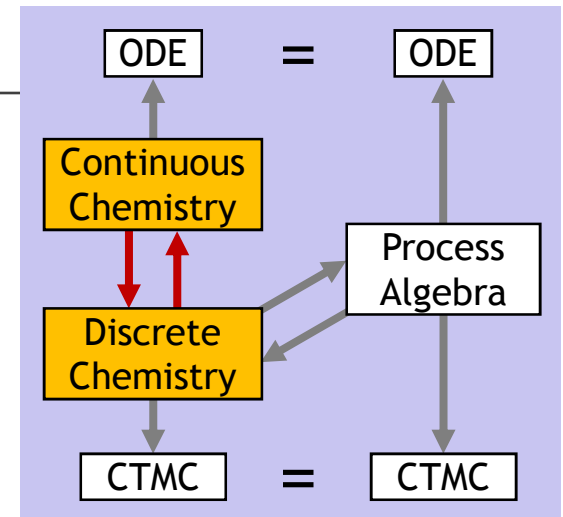 ODE = ODE
Continuous
Chemistry
Process
Algebra
Discrete
Chemistry
CTMC = CTMC